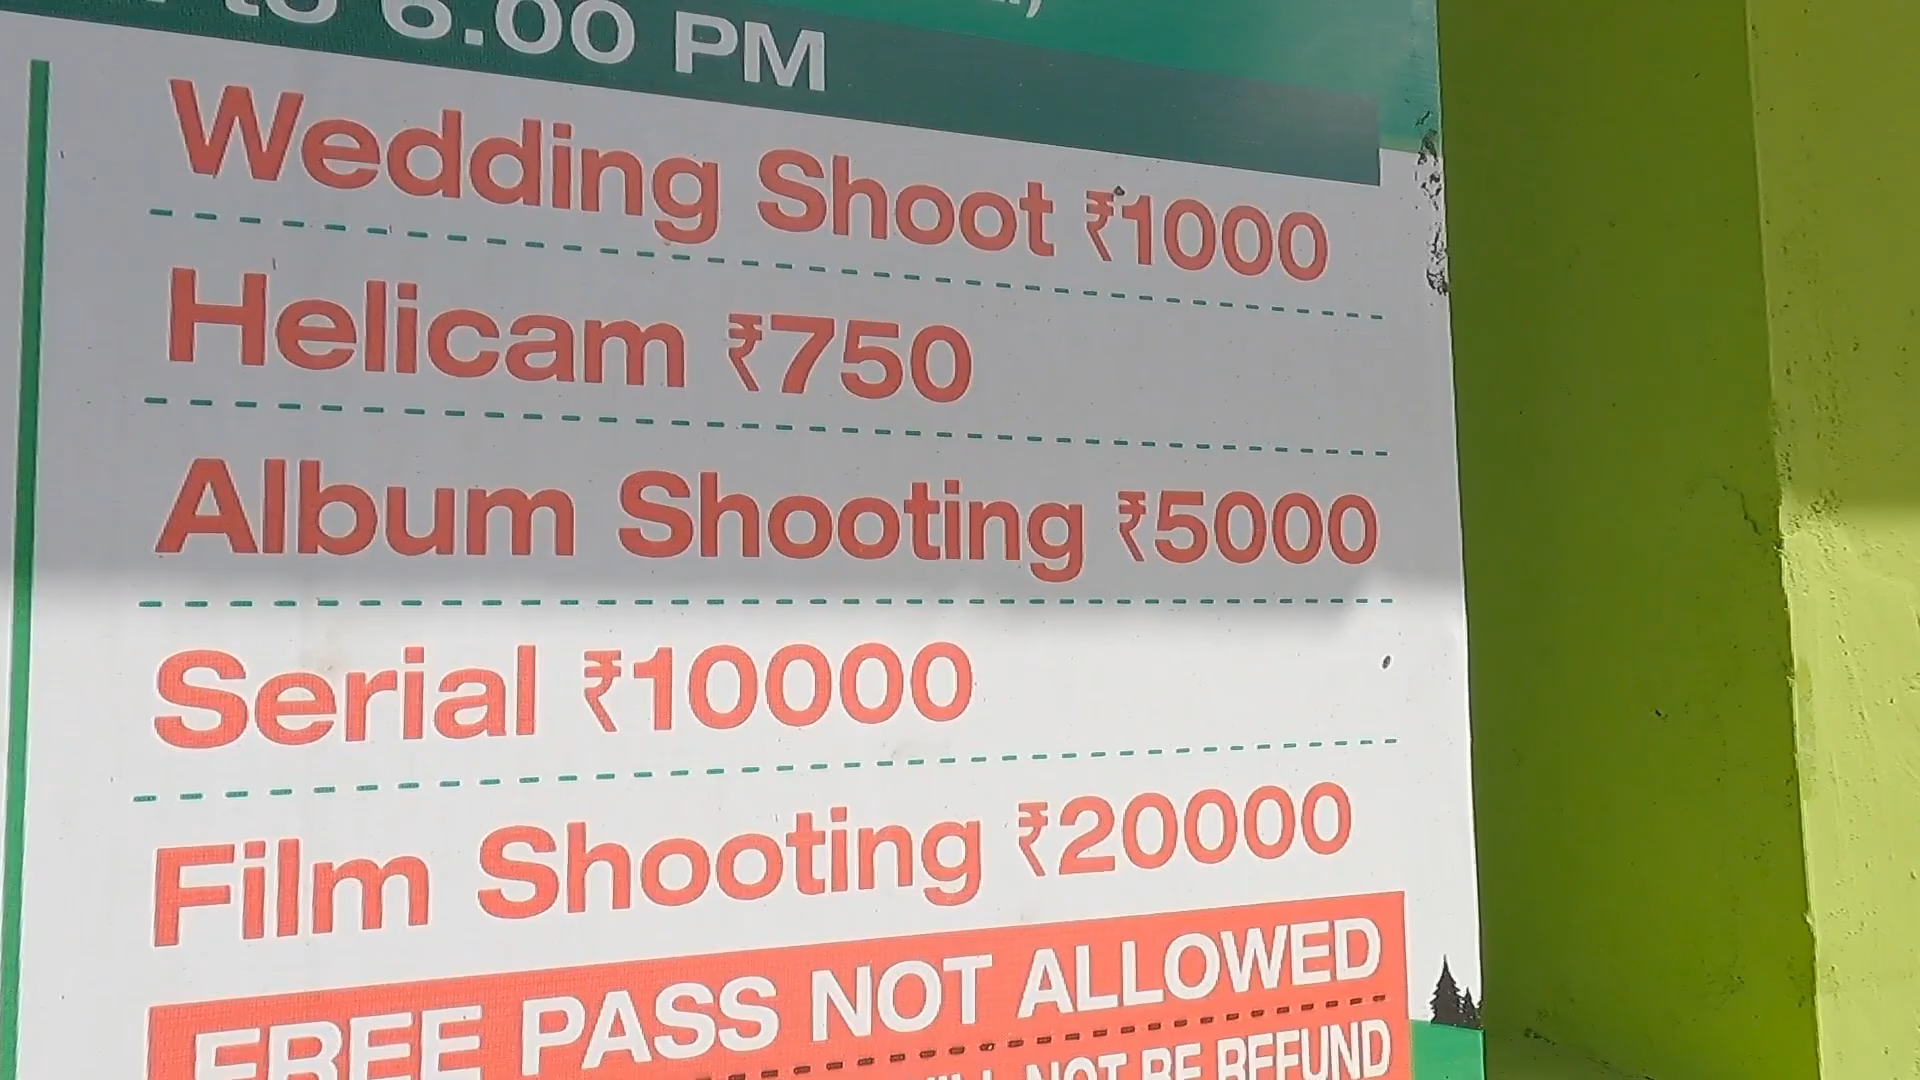 to 6.00 PM
Wedding Shoot ₹1000
Helicam ₹750
Album Shooting ₹5000
Serial ₹10000
Film Shooting ₹20000
FREE PASS NOT ALLOWED
NOT BE REFUND